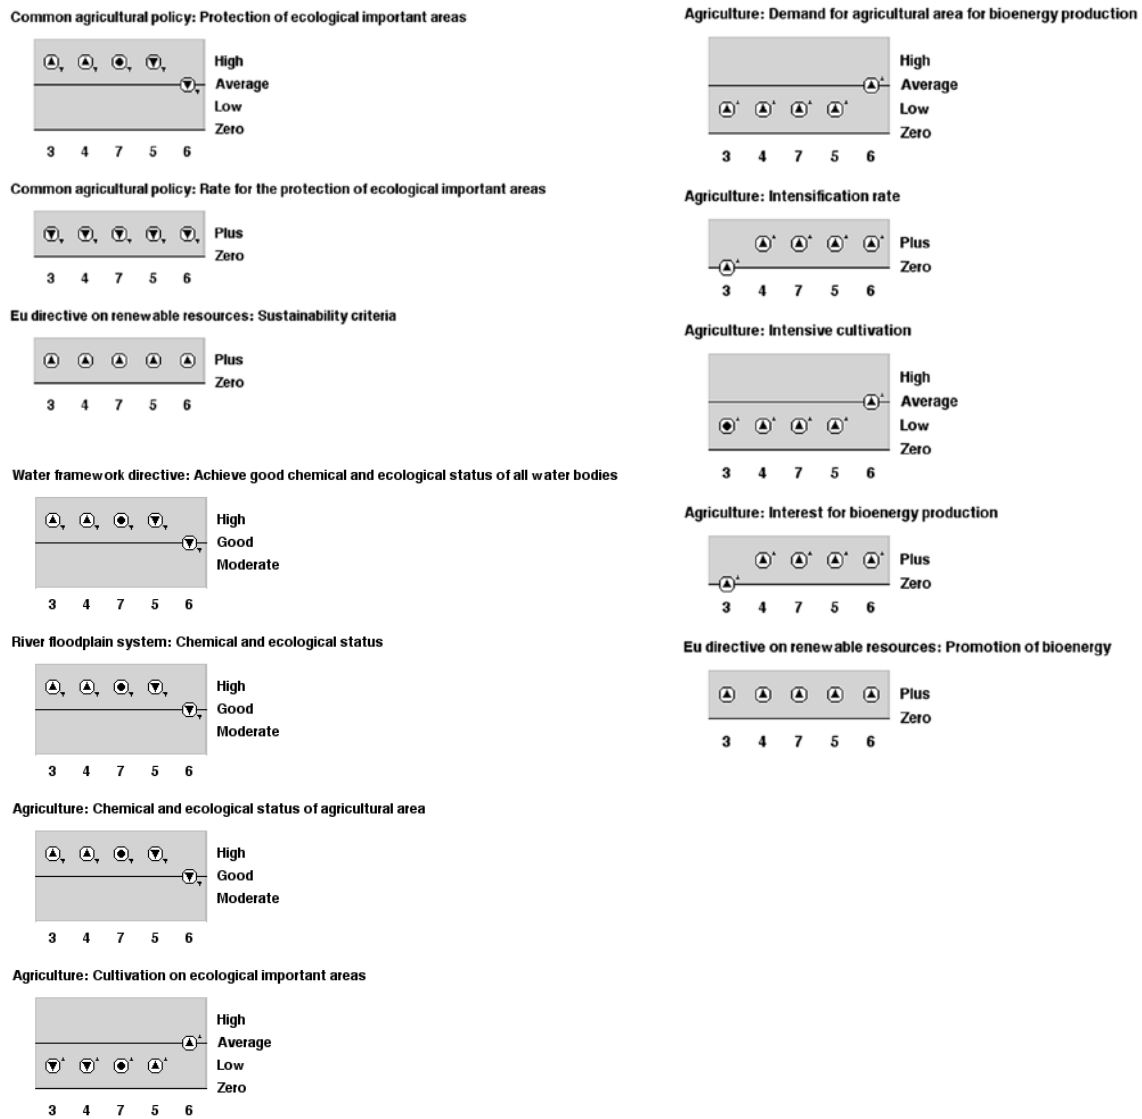 Common agricultural policy: Protection of ecological important areas
High
Average
Low
Zero
3 4 7 5 6
Common agricultural policy: Rate for the protection of ecological important areas
Plus
Zero
3 4 7 5 6
Eu directive on renewable resources: Sustainability criteria
Plus
Zero
3 4 7 5 6
Water framework directive: Achieve good chemical and ecological status of all water bodies
High
Good
Moderate
3 4 7 5 6
River floodplain system: Chemical and ecological status
High
Good
Moderate
3 4 7 5 6
Agriculture: Chemical and ecological status of agricultural area
High
Good
Moderate
3 4 7 5 6
Agriculture: Cultivation on ecological important areas
High
Average
Low
Zero
3 4 7 5 6
Agriculture: Demand for agricultural area for bioenergy production
High
Average
Low
Zero
3 4 7 5 6
Agriculture: Intensification rate
Plus
Zero
3 4 7 5 6
Agriculture: Intensive cultivation
High
Average
Low
Zero
3 4 7 5 6
Agriculture: Interest for bioenergy production
Plus
Zero
3 4 7 5 6
Eu directive on renewable resources: Promotion of bioenergy
Plus
Zero
3 4 7 5 6